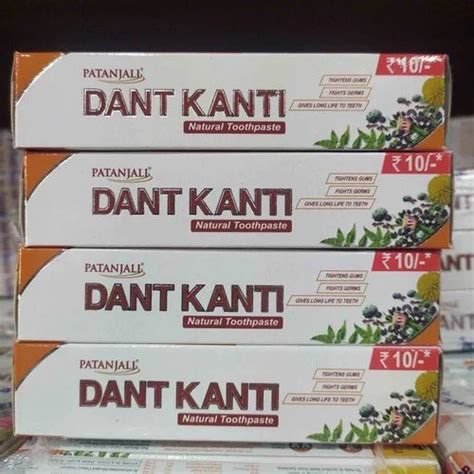 PATANJALI®
DANT KANTI
Natural Toothpaste
TIGHTENS GUMS
FIGHTS GERMS
GIVES LONG LIFE TO TEETH
₹10/-
PATANJALI®
DANT KANTI
Natural Toothpaste
TIGHTENS GUMS
FIGHTS GERMS
GIVES LONG LIFE TO TEETH
₹10/-*
PATANJALI®
DANT KANTI
Natural Toothpaste
TIGHTENS GUMS
FIGHTS GERMS
GIVES LONG LIFE TO TEETH
₹10/-*
PATANJALI®
DANT KANTI
Natural Toothpaste
TIGHTENS GUMS
FIGHTS GERMS
GIVES LONG LIFE TO TEETH
₹10/-*